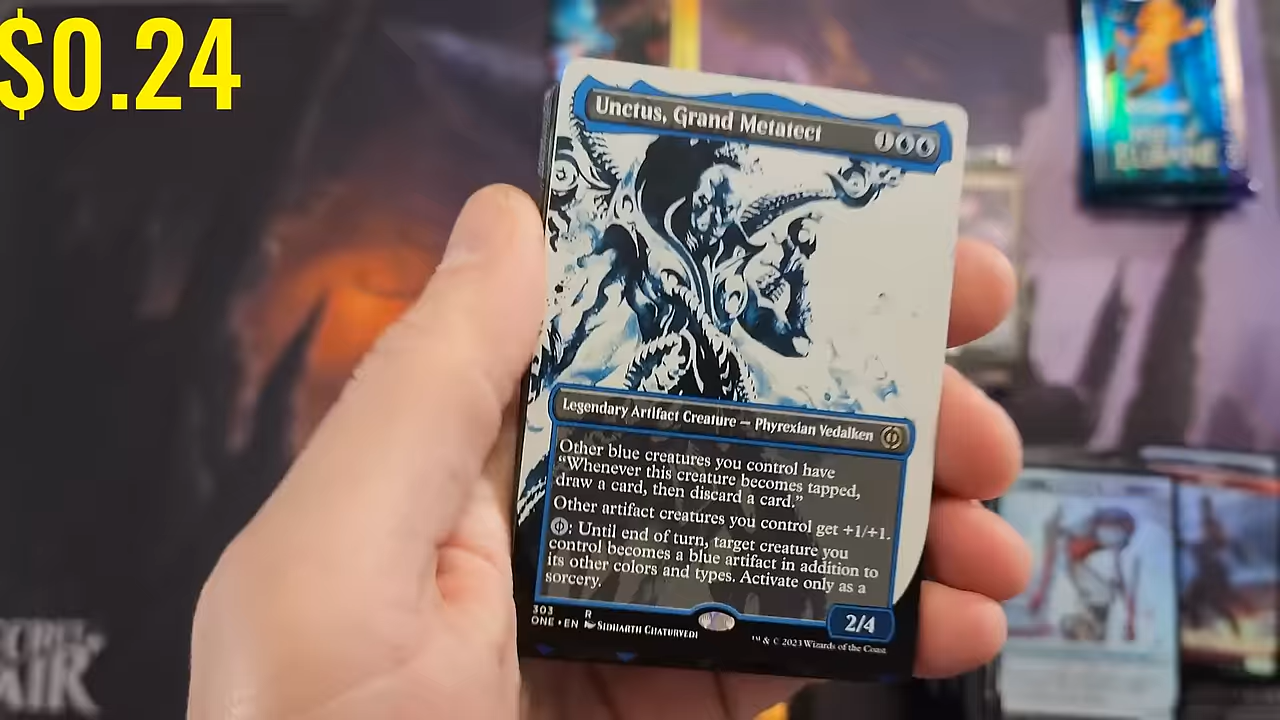 $0.24
Unctus, Grand Metatect
1
Legendary Artifact Creature — Phyrexian Vedalken
Other blue creatures you control have
“Whenever this creature becomes tapped,
draw a card, then discard a card.”
Other artifact creatures you control get +1/+1.
: Until end of turn, target creature you
control becomes a blue artifact in addition to
its other colors and types. Activate only as a
sorcery.
2/4
303 R
ONE • EN Sidharth Chaturvedi
™ & © 2023 Wizards of the Coast